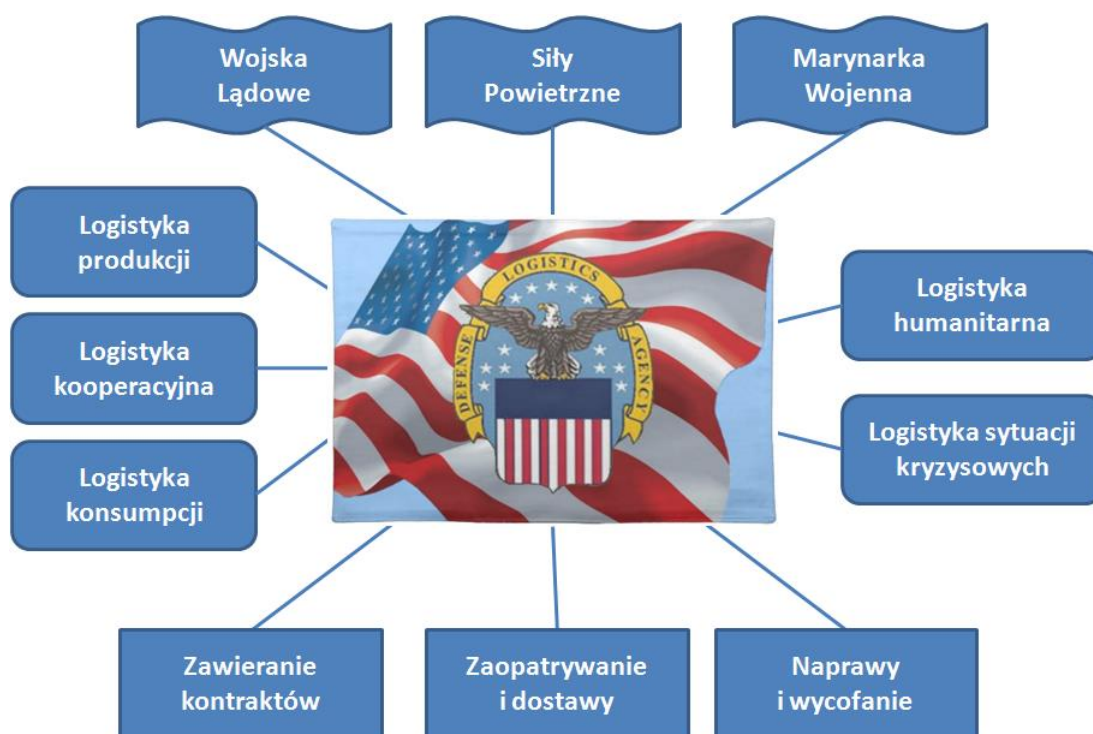 Wojska
Lądowe
Siły
Powietrzne
Marynarka
Wojenna
Logistyka
produkcji
Logistyka
kooperacyjna
Logistyka
konsumpcji
DEFENSE
LOGISTICS
AGENCY
Logistyka
humanitarna
Logistyka sytuacji
kryzysowych
Zawieranie
kontraktów
Zaopatrywanie
i dostawy
Naprawy
i wycofanie